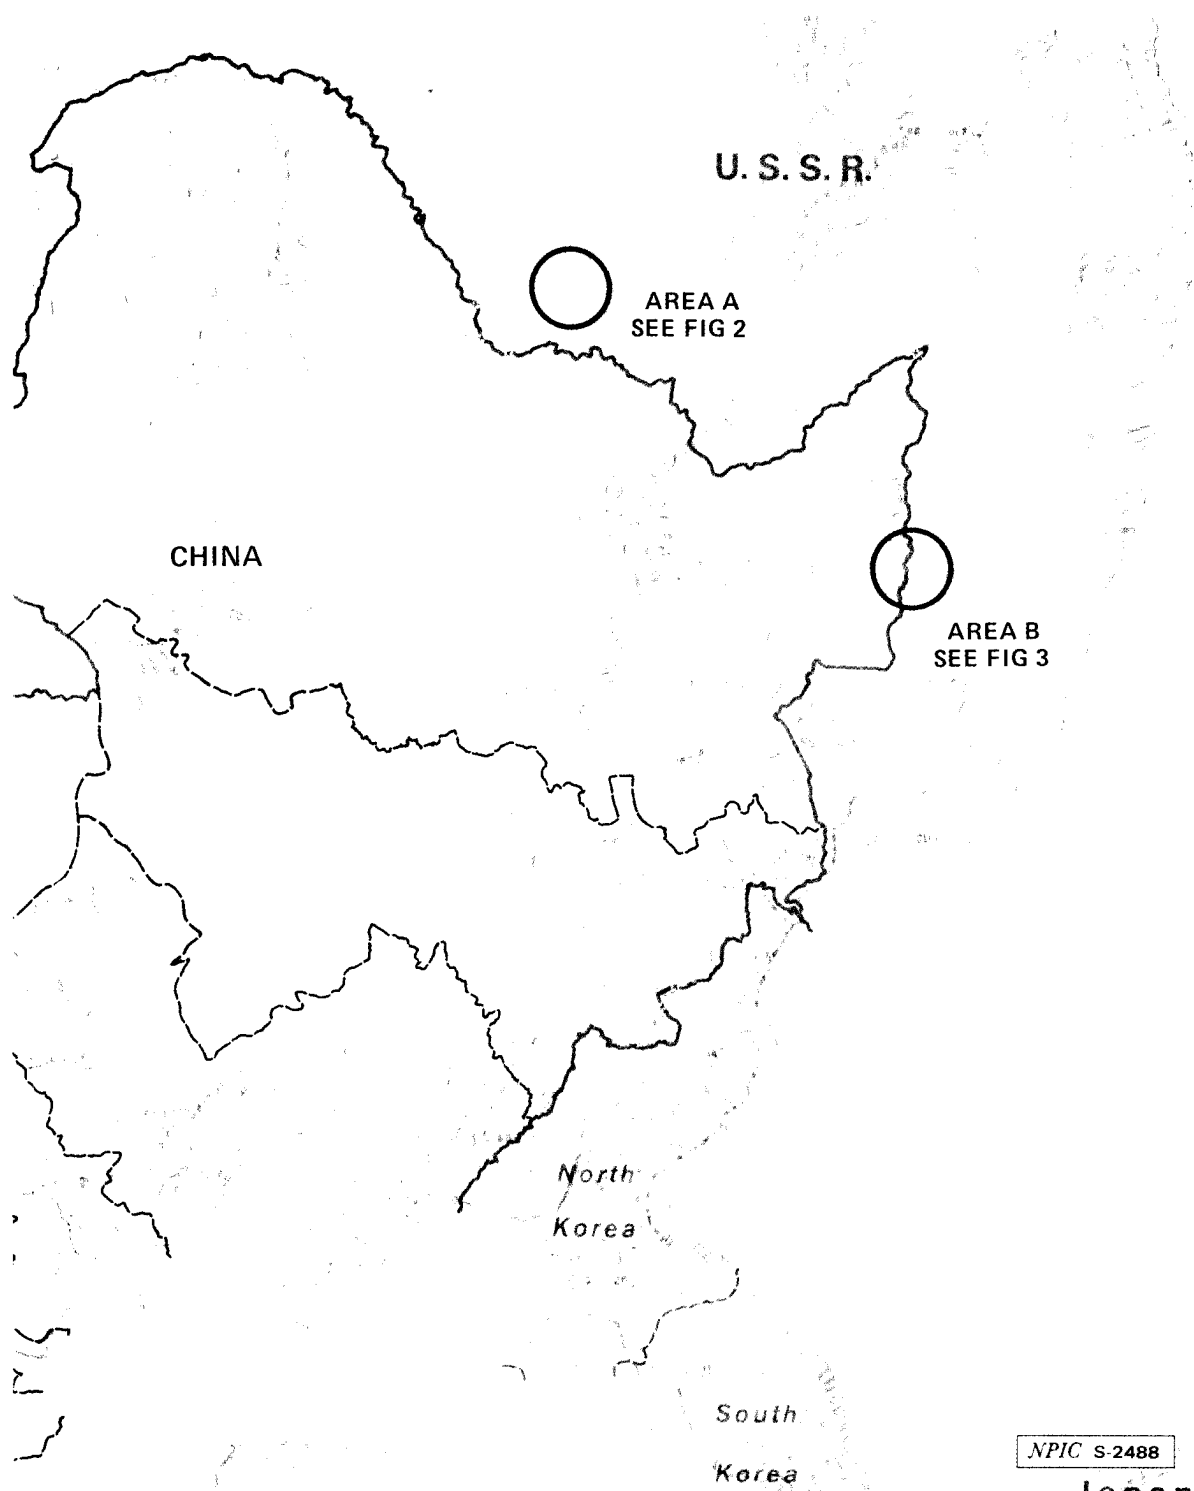 U. S. S. R.
AREA A
SEE FIG 2
CHINA
AREA B
SEE FIG 3
North
Korea
South
Korea
NPIC S-2488